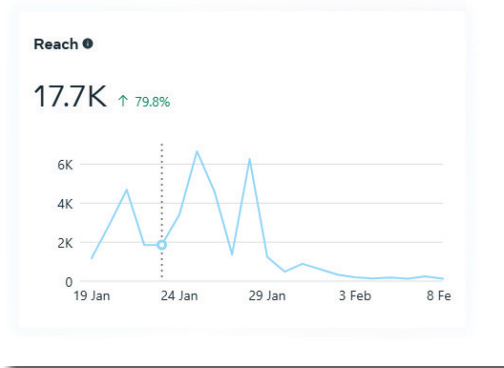 Reach
17.7K ↑ 79.8%
6K
4K
2K
0
19 Jan 24 Jan 29 Jan 3 Feb 8 Fe